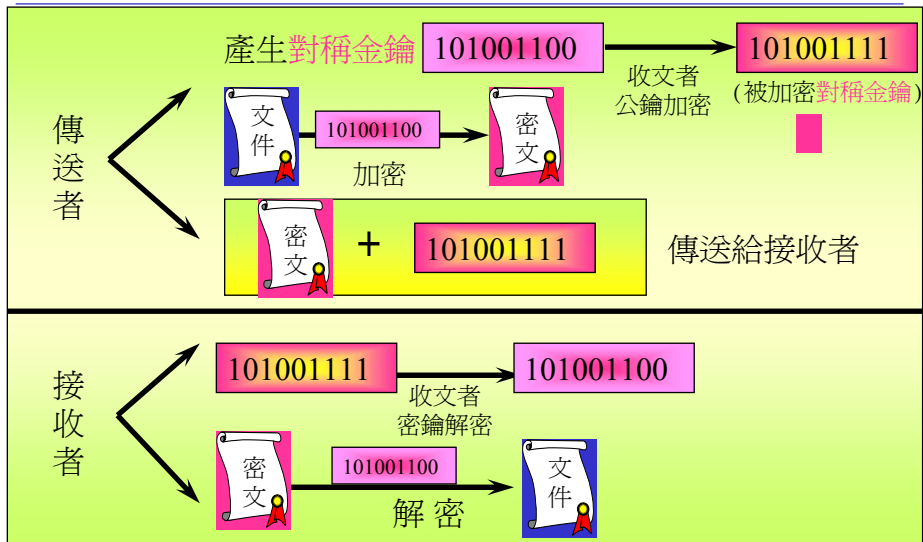 產生對稱金鑰 101001100 101001111
收文者
公鑰加密
(被加密對稱金鑰)
傳送者
文件 101001100 密文
加密
密文 + 101001111 傳送給接收者
接收者
101001111 101001100
收文者
密鑰解密
密文 101001100 文件
解 密